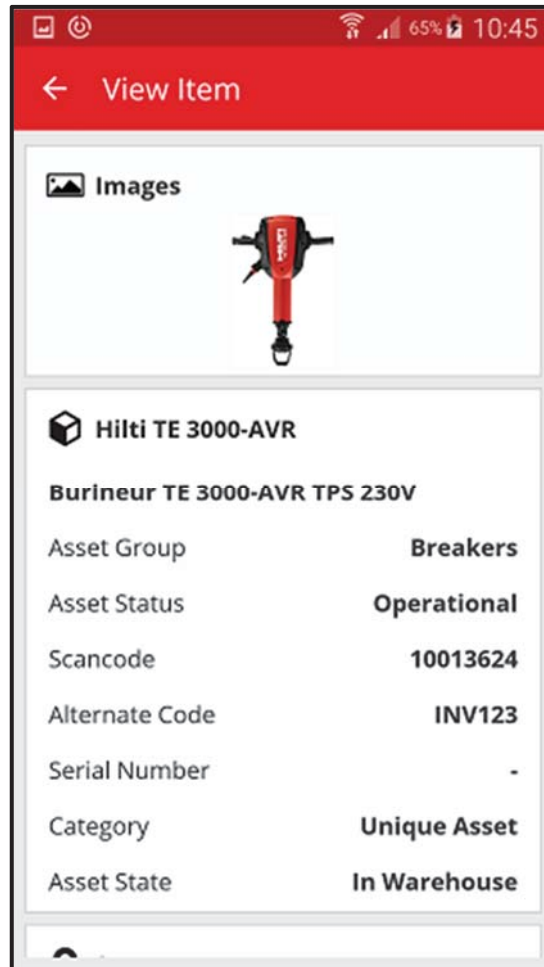 65% 10:45
View Item
Images
HILTI
Hilti TE 3000-AVR
Burineur TE 3000-AVR TPS 230V
Asset Group Breakers
Asset Status Operational
Scancode 10013624
Alternate Code INV123
Serial Number -
Category Unique Asset
Asset State In Warehouse